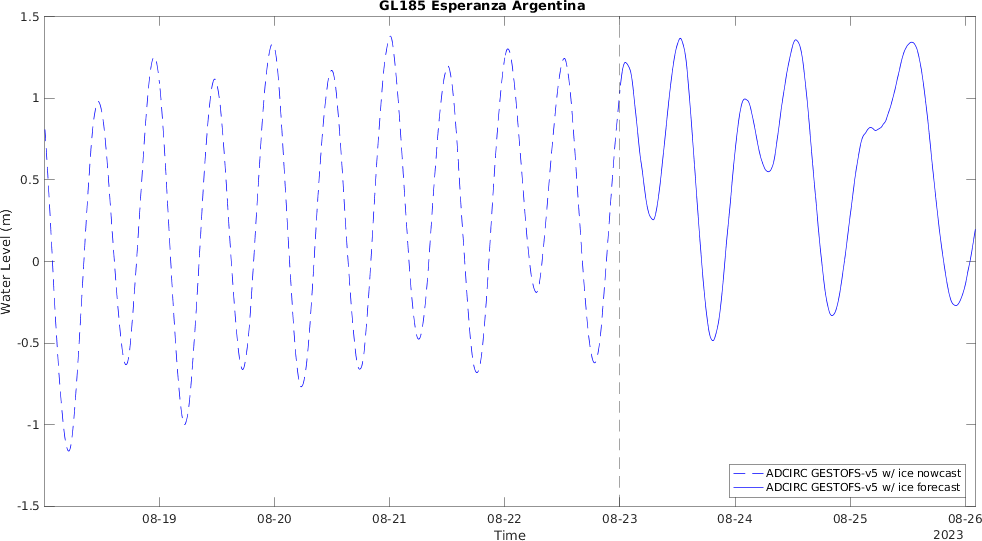 GL185 Esperanza Argentina
1.5
1
0.5
0
-0.5
-1
-1.5
Water Level (m)
08-19 08-20 08-21 08-22 08-23 08-24 08-25 08-26
Time
2023
ADCIRC GESTOFS-v5 w/ ice nowcast
ADCIRC GESTOFS-v5 w/ ice forecast